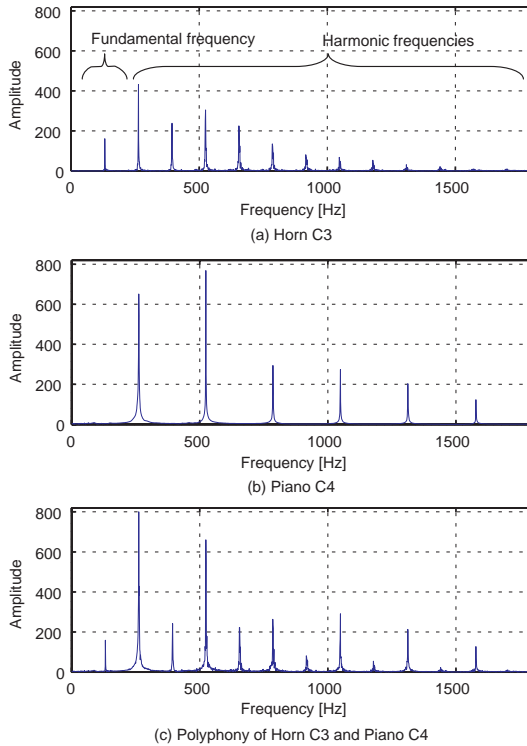 800
Fundamental frequency Harmonic frequencies
600
Amplitude
400
200
0
0 500 1000 1500
Frequency [Hz]
(a) Horn C3
800
600
Amplitude
400
200
0
0 500 1000 1500
Frequency [Hz]
(b) Piano C4
800
600
Amplitude
400
200
0
0 500 1000 1500
Frequency [Hz]
(c) Polyphony of Horn C3 and Piano C4